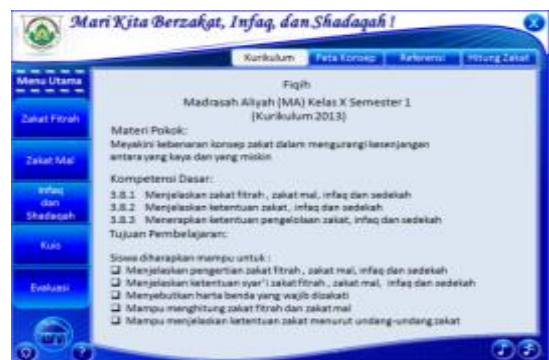 Mari Kita Berzakat, Infaq, dan Shadaqah !
Kurikulum Peta Konsep Referensi Hitung Zakat
Menu Utama
Zakat Fitrah
Zakat Mal
Infaq
dan
Shadaqah
Kuis
Evaluasi
Fiqih
Madrasah Aliyah (MA) Kelas X Semester 1
(Kurikulum 2013)
Materi Pokok:
Meyakini kebenaran konsep zakat dalam mengurangi kesenjangan
antara yang kaya dan yang miskin
Kompetensi Dasar:
3.8.1 Menjelaskan zakat fitrah , zakat mal, infaq dan sedekah
3.8.2 Menjelaskan ketentuan zakat, infaq dan sedekah
3.8.3 Menerapkan ketentuan pengelolaan zakat, infaq dan sedekah
Tujuan Pembelajaran:
Siswa diharapkan mampu untuk :
Menjelaskan pengertian zakat fitrah , zakat mal, infaq dan sedekah
Menjelaskan ketentuan syar'i zakat fitrah , zakat mal, infaq dan sedekah
Menyebutkan harta benda yang wajib dizakati
Mampu menghitung zakat fitrah dan zakat mal
Mampu menjelaskan ketentuan zakat menurut undang-undang zakat